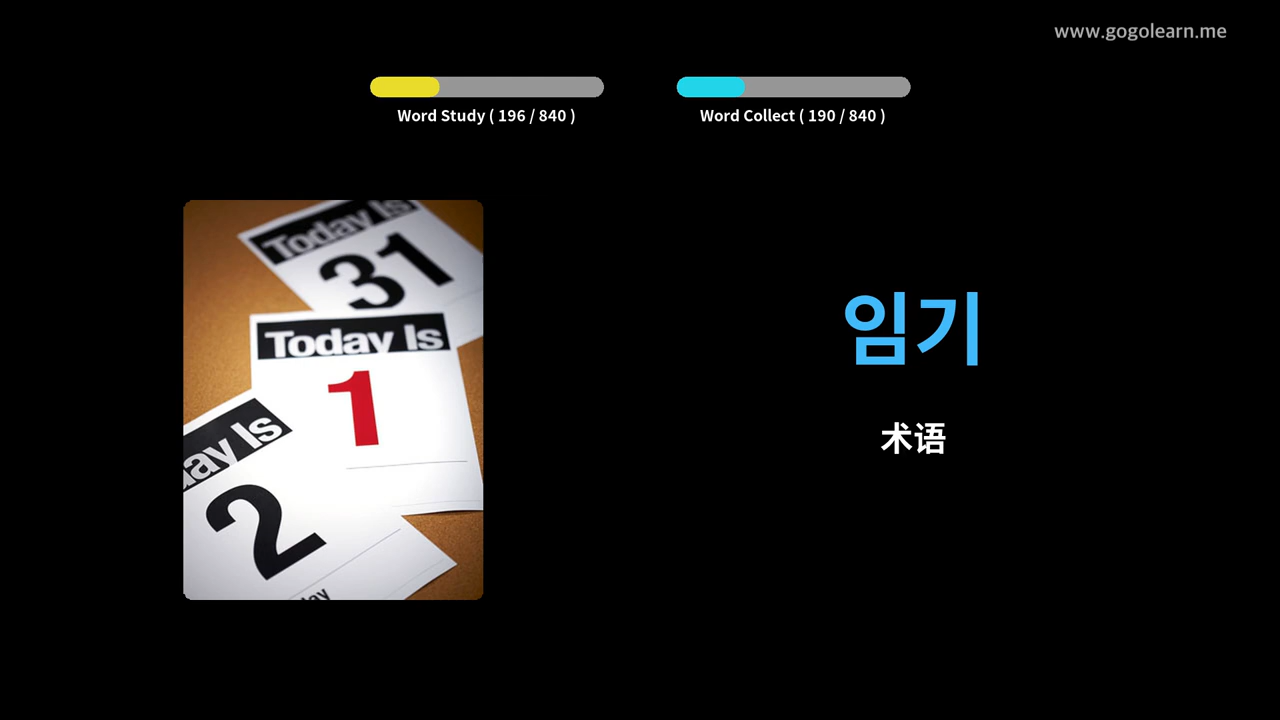 www.gogolearn.me
Word Study ( 196 / 840 )
Word Collect ( 190 / 840 )
Today Is
31
Today Is
1
ay Is
2
ay
임기
术语